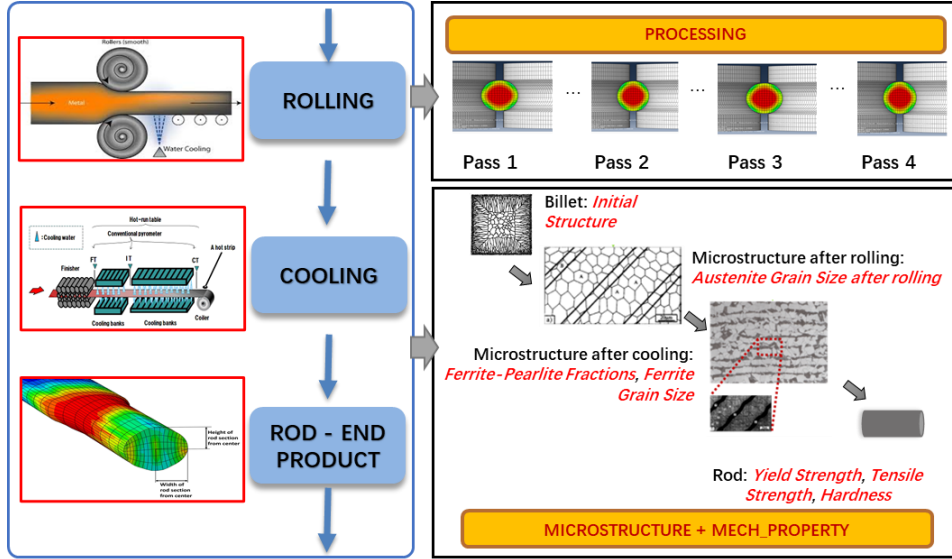 Rollers (smooth)
Metal
Water Cooling
ROLLING
Hot-run table
: Cooling water
Conventional pyrometer
A hot strip
Finisher
FT
IT
CT
Cooling banks
Cooling banks
Coiler
COOLING
Height of
rod section
from center
Width of
rod section
from center
ROD - END
PRODUCT
PROCESSING
... ... ...
Pass 1
Pass 2
Pass 3
Pass 4
Billet: Initial
Structure
Microstructure after rolling:
Austenite Grain Size after rolling
Microstructure after cooling:
Ferrite-Pearlite Fractions, Ferrite
Grain Size
Rod: Yield Strength, Tensile
Strength, Hardness
MICROSTRUCTURE + MECH_PROPERTY